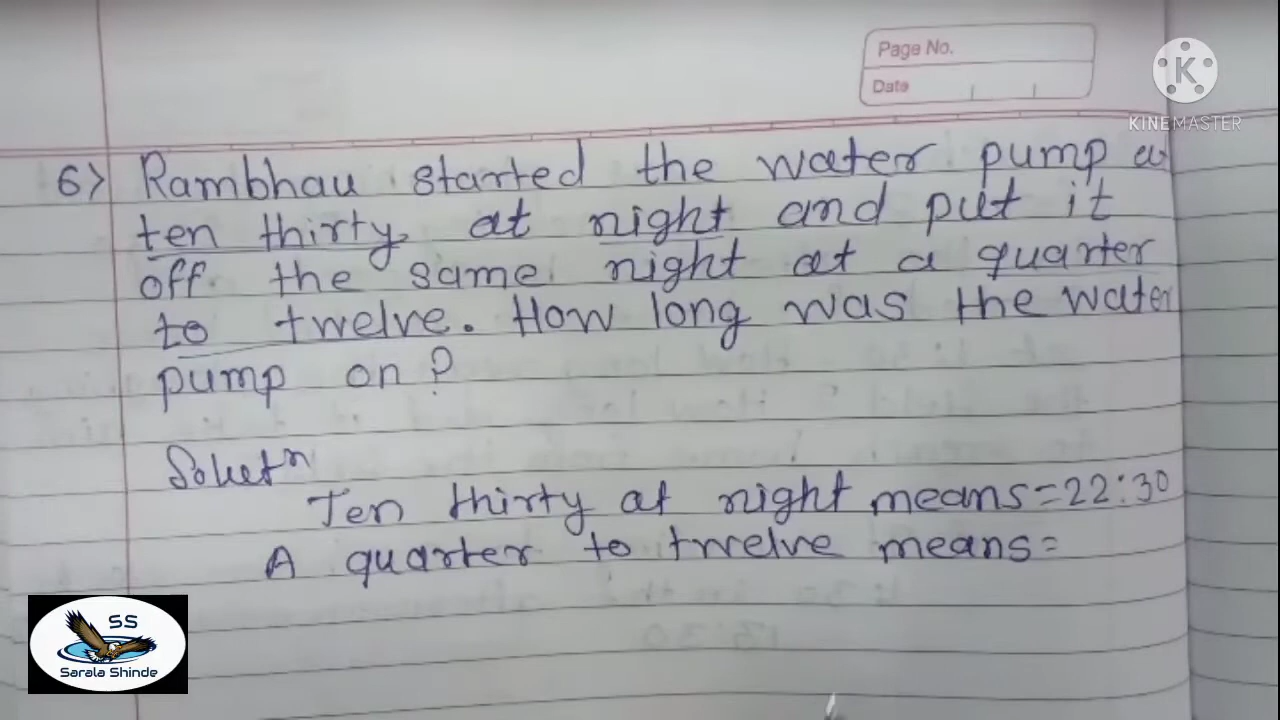 Page No.
Date
K
KINEMASTER
6) Rambhau started the water pump
ten thirty at night and put it
off the same night at a quarter
to twelve. How long was the water
pump on?
Ten thirty at night means=22:30
A quarter to twelve means=
SS
Sarala Shinde